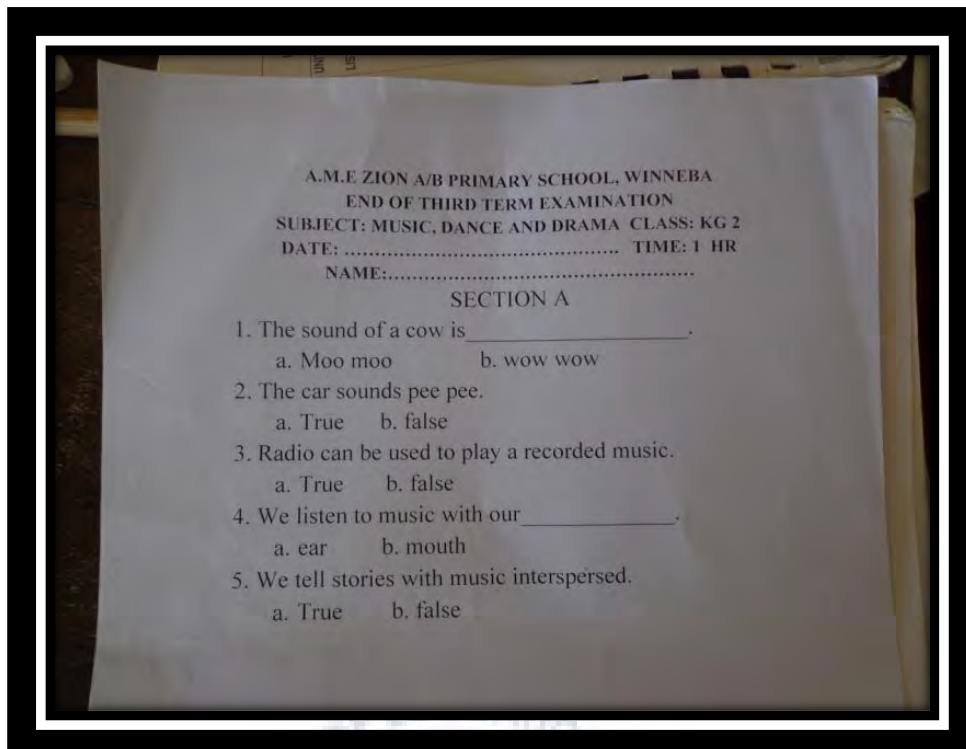 UNI
LIS
A.M.E ZION A/B PRIMARY SCHOOL, WINNEBA
END OF THIRD TERM EXAMINATION
SUBJECT: MUSIC, DANCE AND DRAMA CLASS: KG 2
DATE: ................................................ TIME: 1 HR
NAME:......................................................
SECTION A
1. The sound of a cow is____________________.
a. Moo moo b. wow wow
2. The car sounds pee pee.
a. True b. false
3. Radio can be used to play a recorded music.
a. True b. false
4. We listen to music with our______________.
a. ear b. mouth
5. We tell stories with music interspersed.
a. True b. false